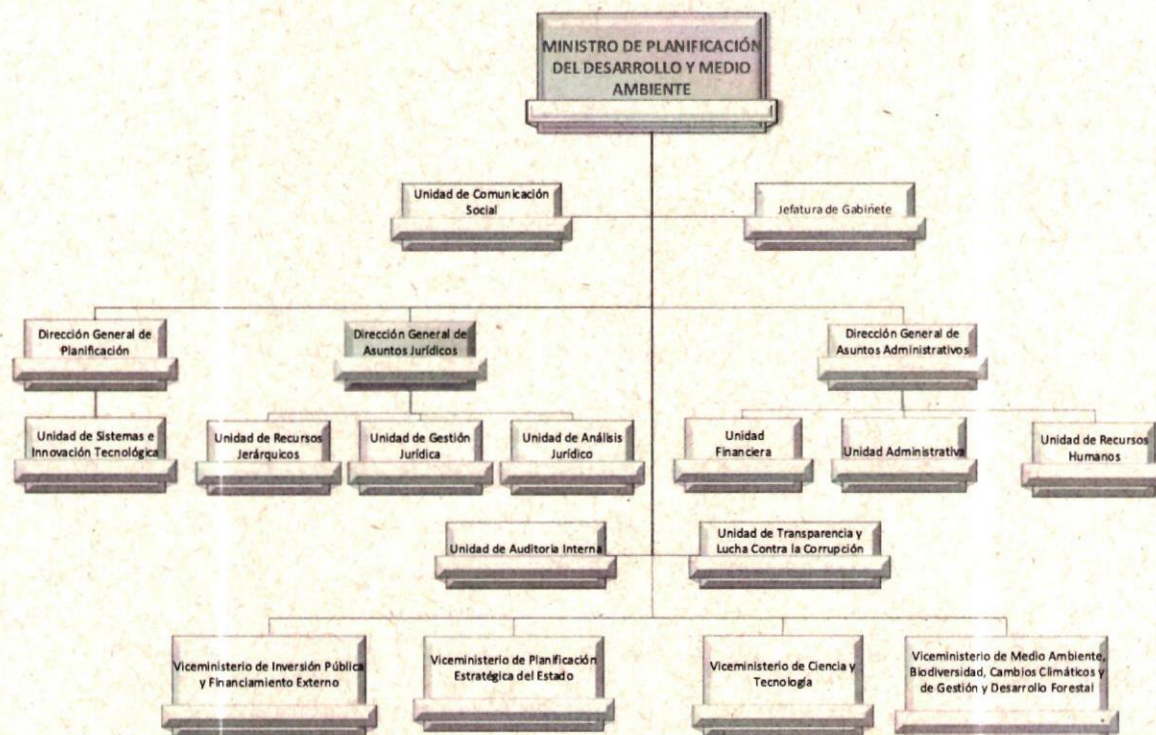 MINISTRO DE PLANIFICACIÓN
DEL DESARROLLO Y MEDIO
AMBIENTE
Unidad de Comunicación
Social
Jefatura de Gabinete
Dirección General de
Planificación
Dirección General de
Asuntos Jurídicos
Dirección General de
Asuntos Administrativos
Unidad de Sistemas e
Innovación Tecnológica
Unidad de Recursos
Jerárquicos
Unidad de Gestión
Jurídica
Unidad de Análisis
Jurídico
Unidad
Financiera
Unidad Administrativa
Unidad de Recursos
Humanos
Unidad de Auditoria Interna
Unidad de Transparencia y
Lucha Contra la Corrupción
Viceministerio de Inversión Pública
y Financiamiento Externo
Viceministerio de Planificación
Estratégica del Estado
Viceministerio de Ciencia y
Tecnología
Viceministerio de Medio Ambiente,
Biodiversidad, Cambios Climáticos y
de Gestión y Desarrollo Forestal